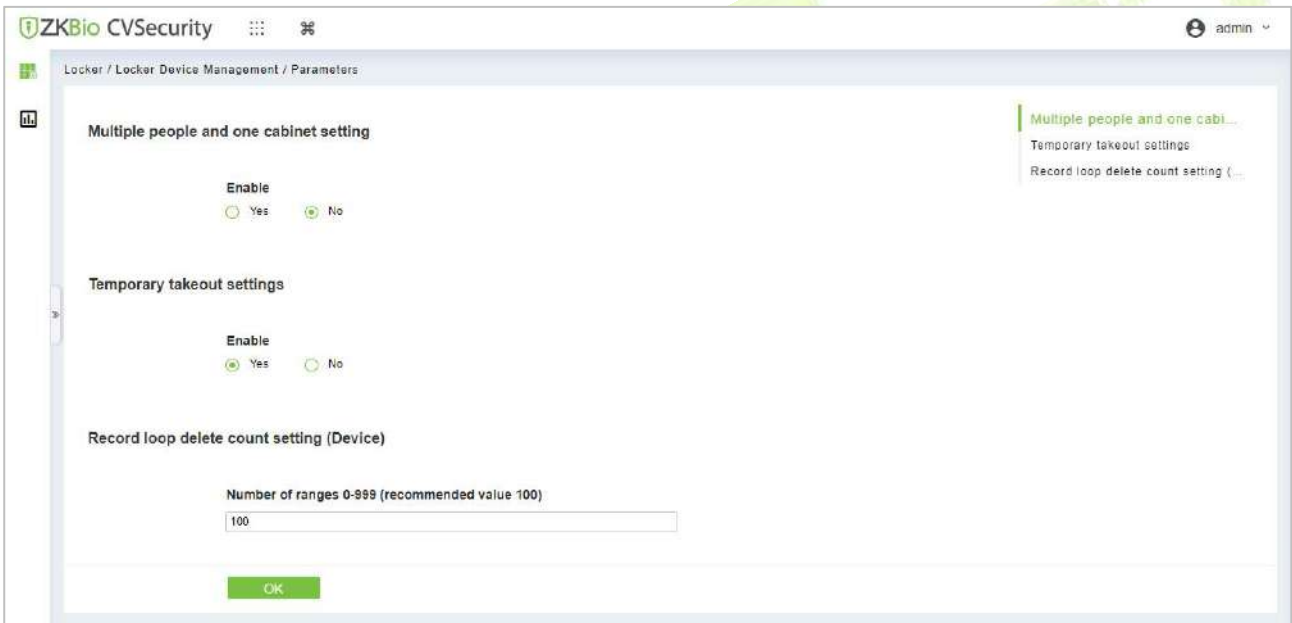 ZKBio CVSecurity
admin
Locker / Locker Device Management / Parameters
Multiple people and one cabinet setting
Enable
Yes No
Temporary takeout settings
Enable
Yes No
Record loop delete count setting (Device)
Number of ranges 0-999 (recommended value 100)
100
OK
Multiple people and one cabi...
Temporary takeout settings
Record loop delete count setting (...